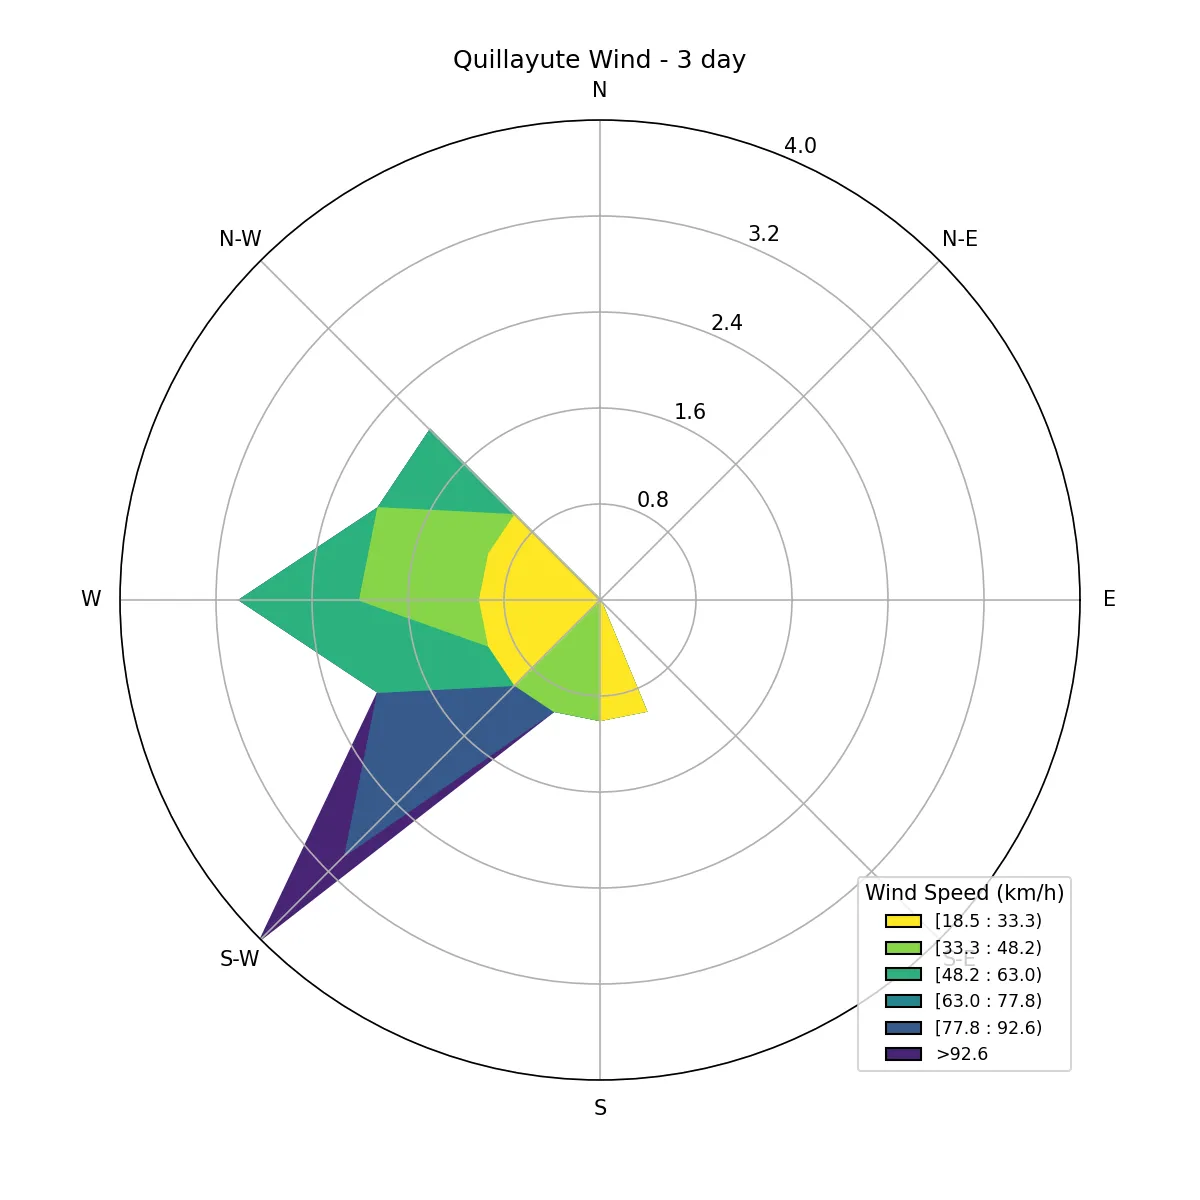 Quillayute Wind - 3 day
N
4.0
N-W
N-E
3.2
2.4
1.6
0.8
W
E
S-W
S-E
Wind Speed (km/h)
[18.5 : 33.3)
[33.3 : 48.2)
[48.2 : 63.0)
[63.0 : 77.8)
[77.8 : 92.6)
>92.6
S